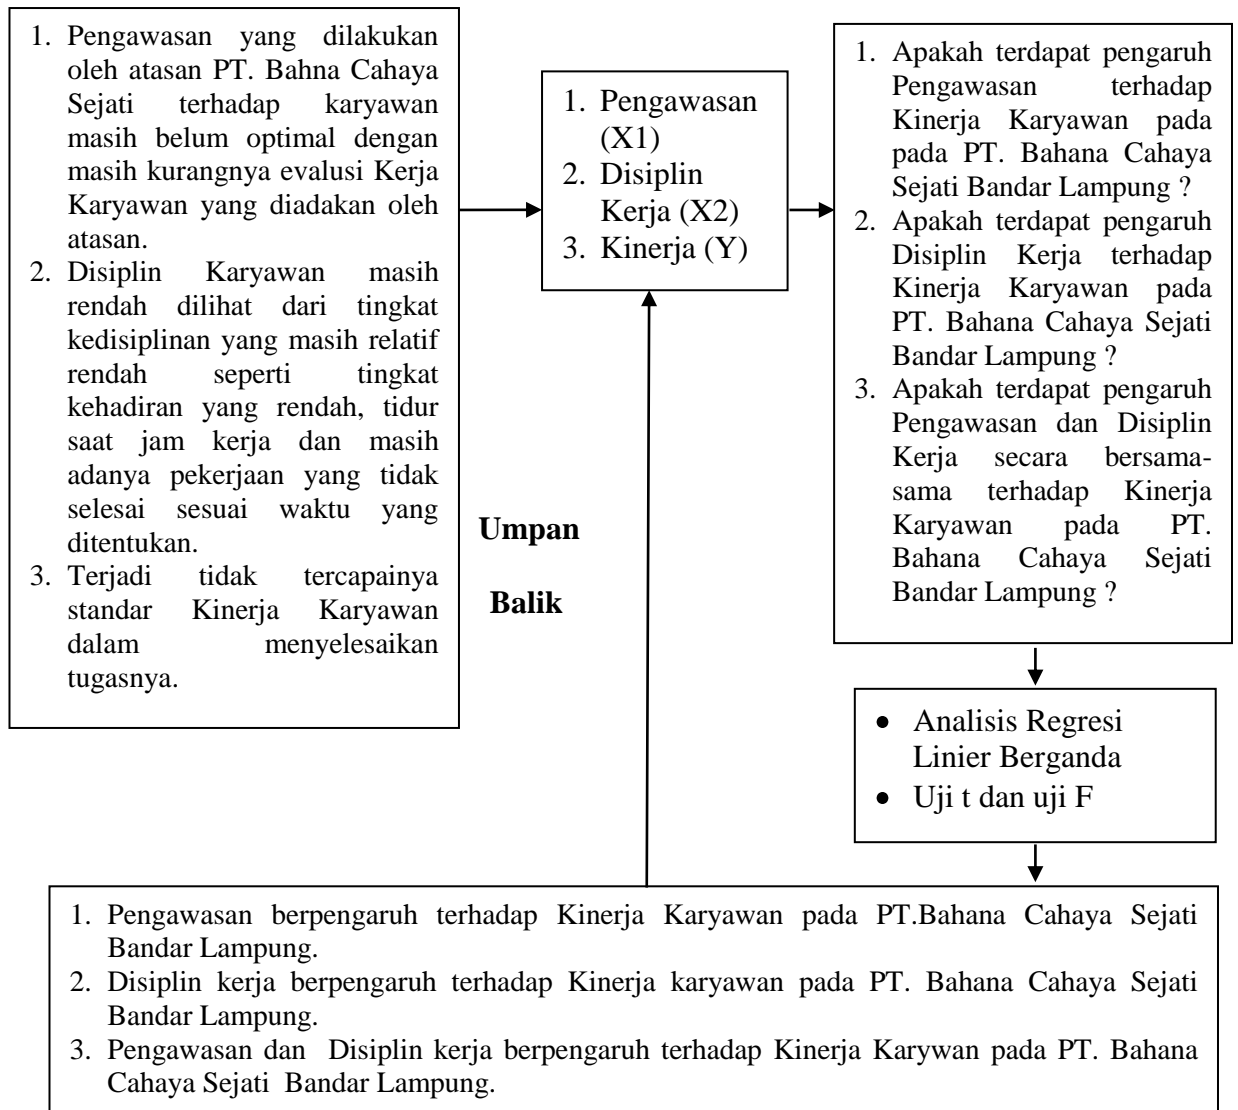 1. Pengawasan yang dilakukan
oleh atasan PT. Bahna Cahaya
Sejati terhadap karyawan
masih belum optimal dengan
masih kurangnya evalusi Kerja
Karyawan yang diadakan oleh
atasan.
2. Disiplin Karyawan masih
rendah dilihat dari tingkat
kedisiplinan yang masih relatif
rendah seperti tingkat
kehadiran yang rendah, tidur
saat jam kerja dan masih
adanya pekerjaan yang tidak
selesai sesuai waktu yang
ditentukan.
3. Terjadi tidak tercapainya
standar Kinerja Karyawan
dalam menyelesaikan
tugasnya.
1. Pengawasan
(X1)
2. Disiplin
Kerja (X2)
3. Kinerja (Y)
1. Apakah terdapat pengaruh
Pengawasan terhadap
Kinerja Karyawan pada
pada PT. Bahana Cahaya
Sejati Bandar Lampung ?
2. Apakah terdapat pengaruh
Disiplin Kerja terhadap
Kinerja Karyawan pada
PT. Bahana Cahaya Sejati
Bandar Lampung ?
3. Apakah terdapat pengaruh
Pengawasan dan Disiplin
Kerja secara bersama-
sama terhadap Kinerja
Karyawan pada PT.
Bahana Cahaya Sejati
Bandar Lampung ?
Umpan
Balik
• Analisis Regresi
Linier Berganda
• Uji t dan uji F
1. Pengawasan berpengaruh terhadap Kinerja Karyawan pada PT.Bahana Cahaya Sejati
Bandar Lampung.
2. Disiplin kerja berpengaruh terhadap Kinerja karyawan pada PT. Bahana Cahaya Sejati
Bandar Lampung.
3. Pengawasan dan Disiplin kerja berpengaruh terhadap Kinerja Karywan pada PT. Bahana
Cahaya Sejati Bandar Lampung.